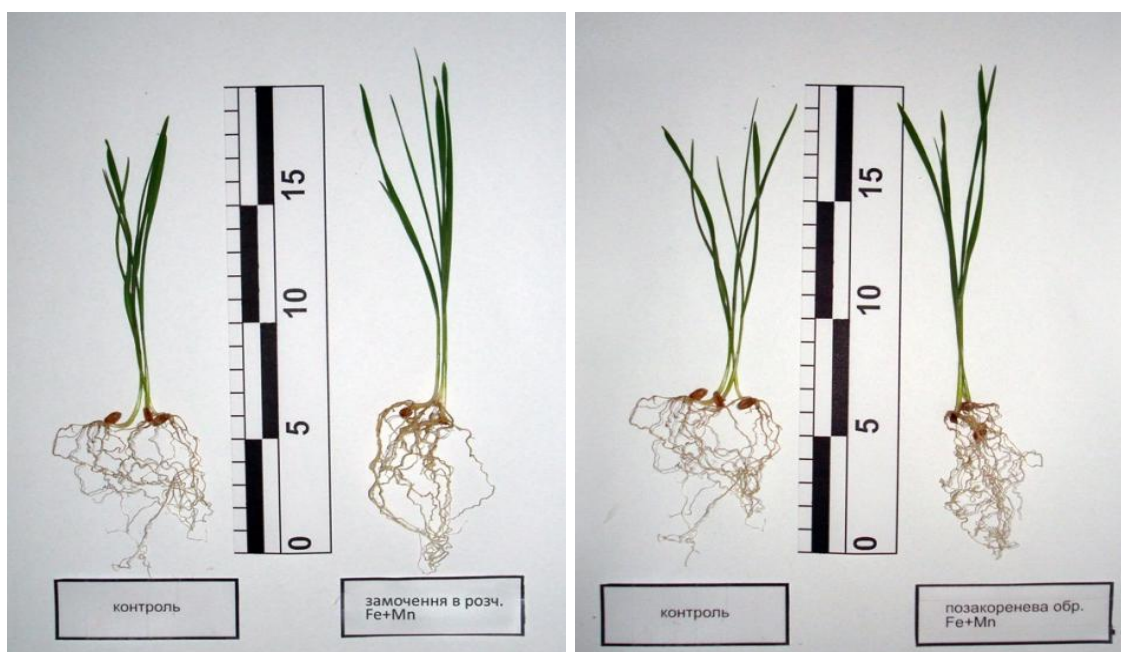 15
10
5
0
контроль
замочення в розч.
Fe+Mn
15
10
5
0
контроль
позакоренева обр.
Fe+Mn